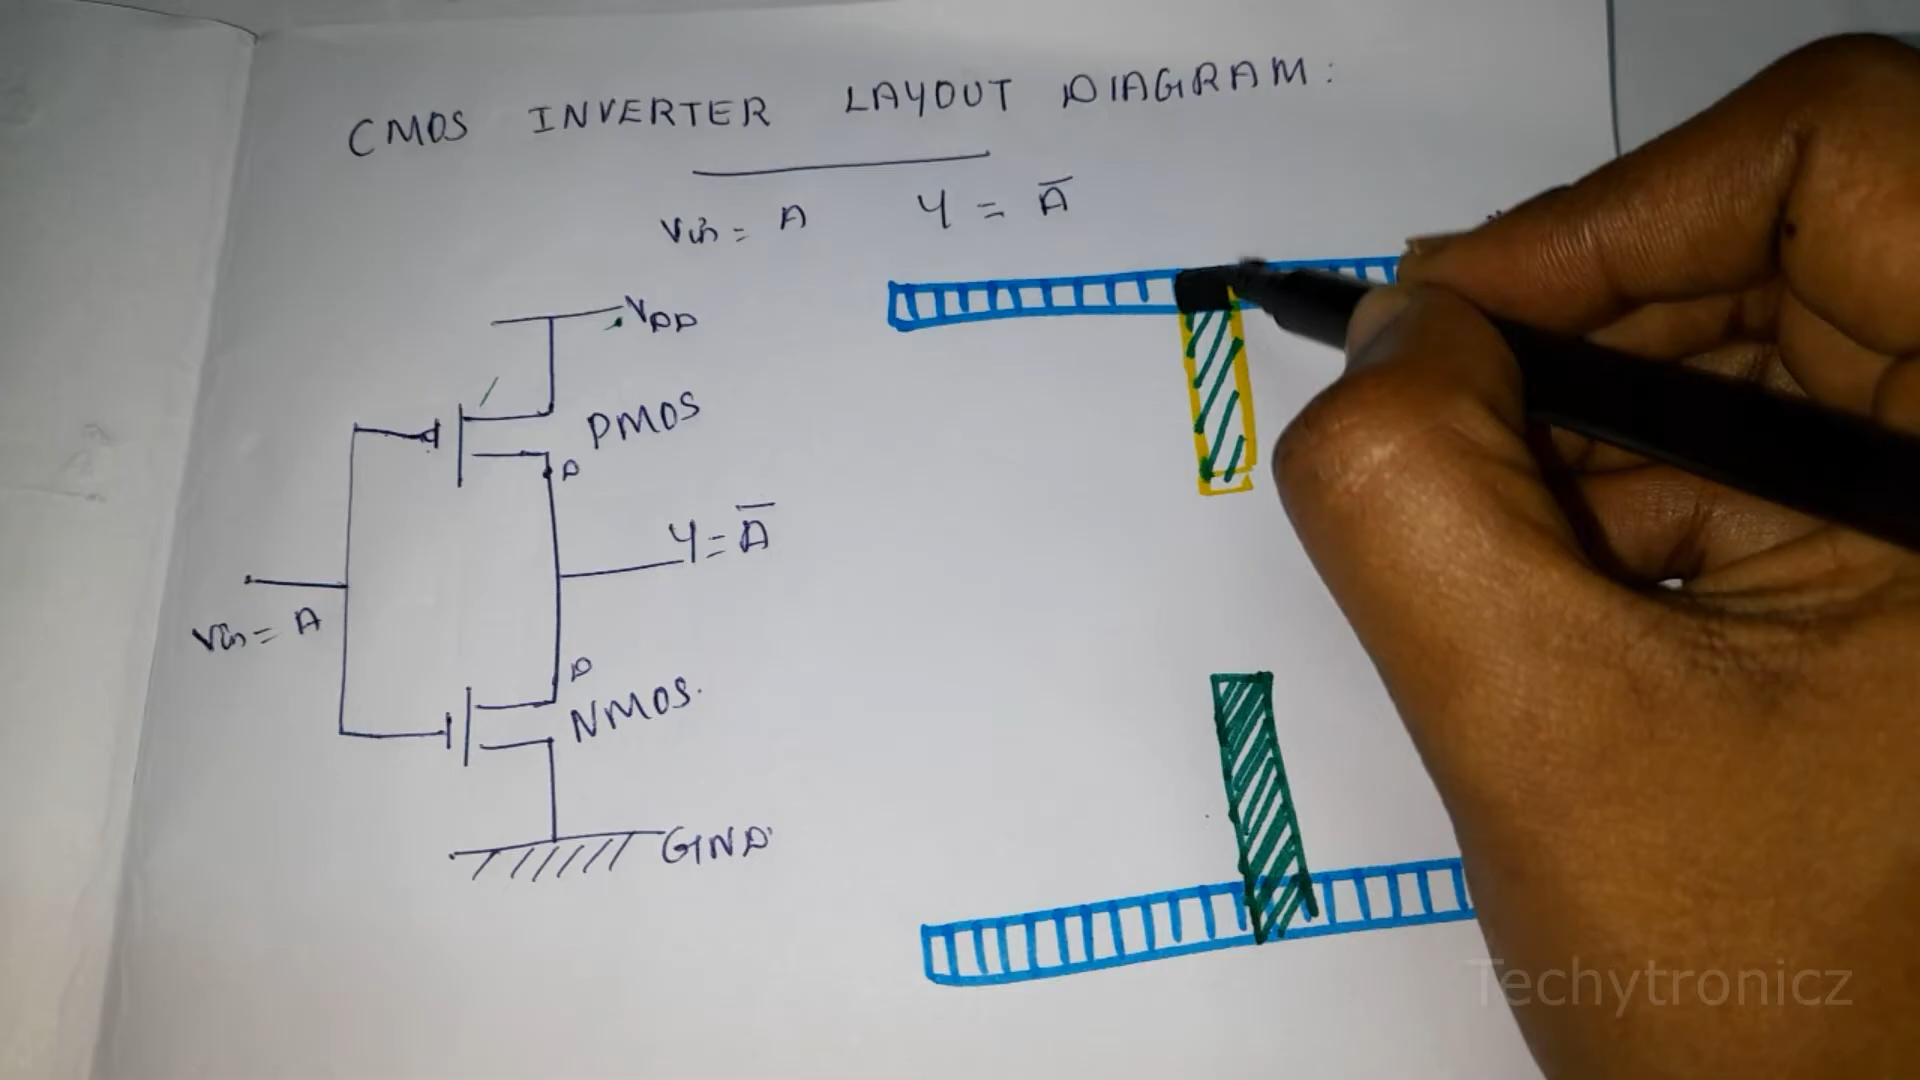 CMOS INVERTER LAYOUT DIAGRAM:
Vin = A Y = A̅
VDD
PMOS
D
Y = A̅
Vin = A
D
NMOS.
GND
Techytronicz